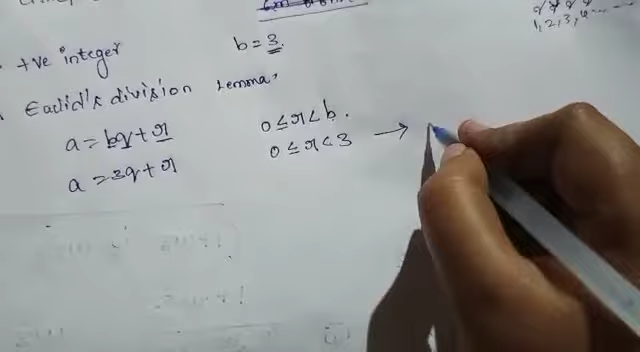 1, 2, 3, 4 ......
+ve integer
b = 3.
Euclid's division lemma,
a = bq + r
0 ≤ r < b.
a = 3q + r
0 ≤ r < 3 →